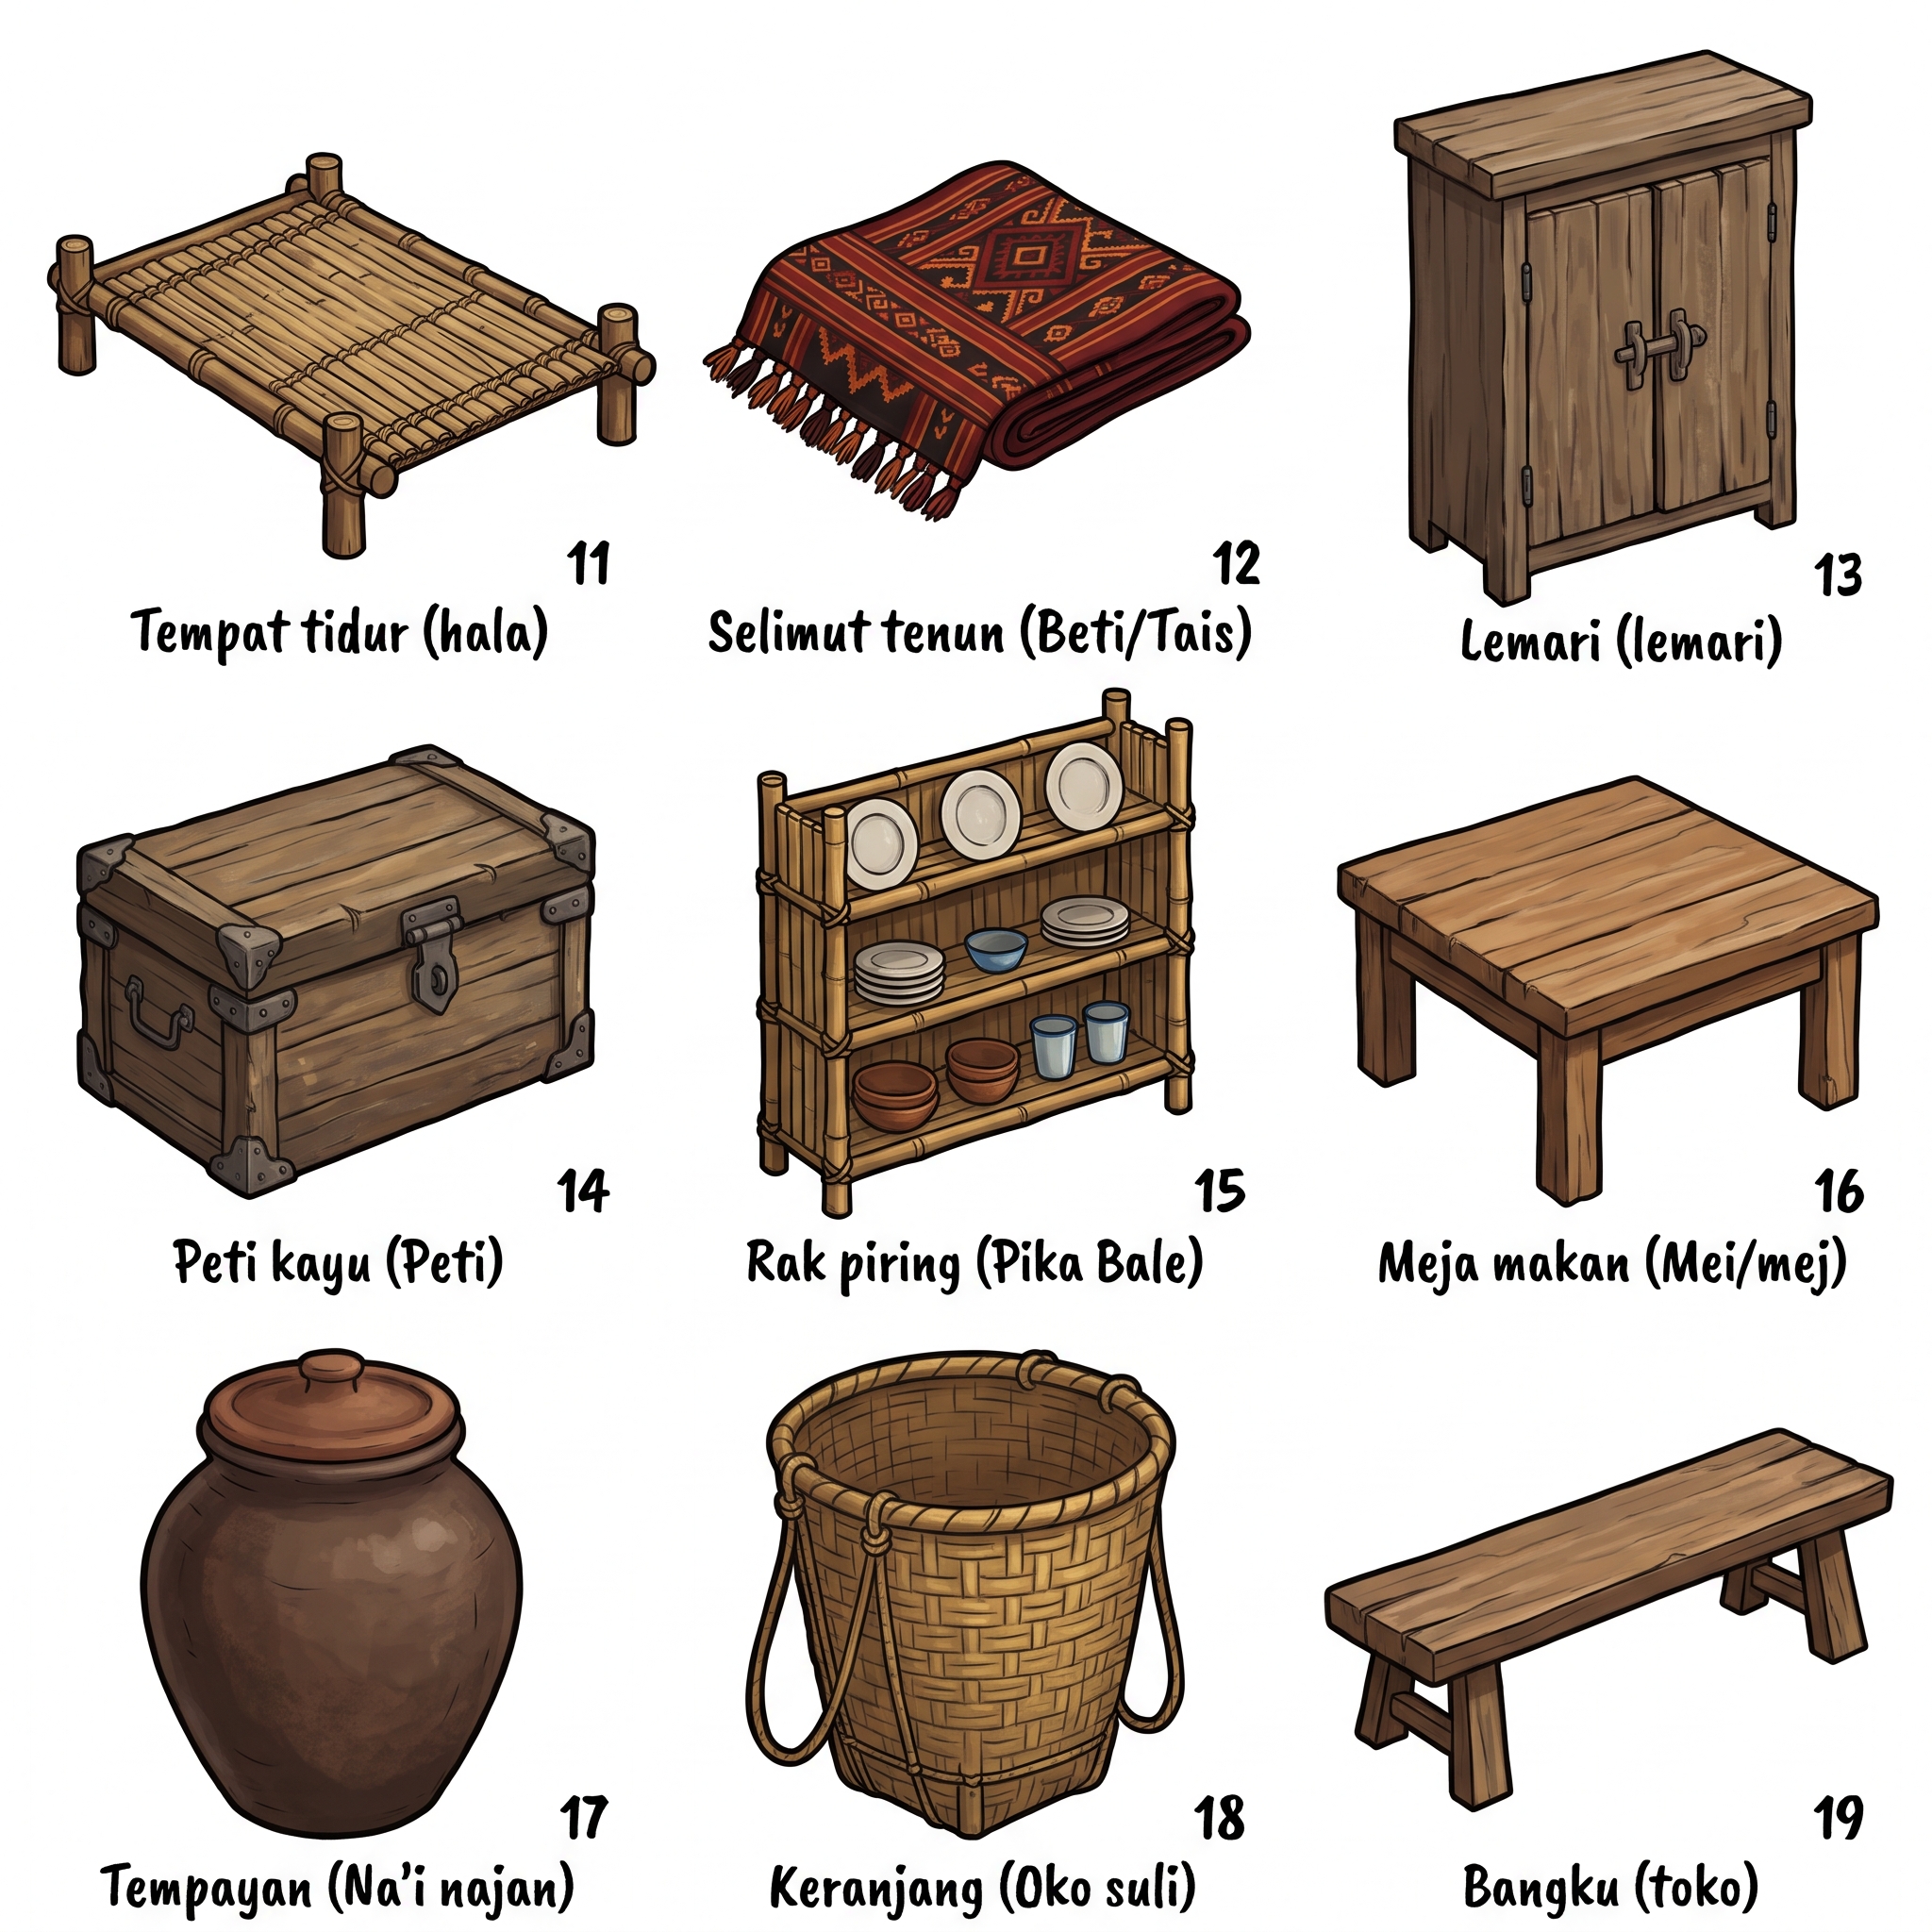 11
Tempat tidur (hala)
12
Selimut tenun (Beti/Tais)
13
Lemari (lemari)
14
Peti kayu (Peti)
15
Rak piring (Pika Bale)
16
Meja makan (Mei/mej)
17
Tempayan (Na'i najan)
18
Keranjang (Oko suli)
19
Bangku (toko)